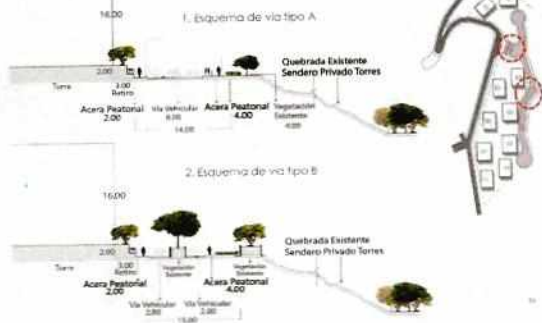 1. Esquema de vía tipo A
16.00
2.00
Torre
3.00
Retiro
Acera Peatonal
2.00
Vía Vehicular
8.00
14.00
Acera Peatonal
4.00
Vegetación
Existente
4.00
Quebrada Existente
Sendero Privado Torres
2. Esquema de vía tipo B
16.00
2.00
Torre
3.00
Retiro
Acera Peatonal
2.00
Vegetación
Existente
Vía Vehicular
Vía Vehicular
Acera Peatonal
4.00
Vegetación
Existente
Quebrada Existente
Sendero Privado Torres